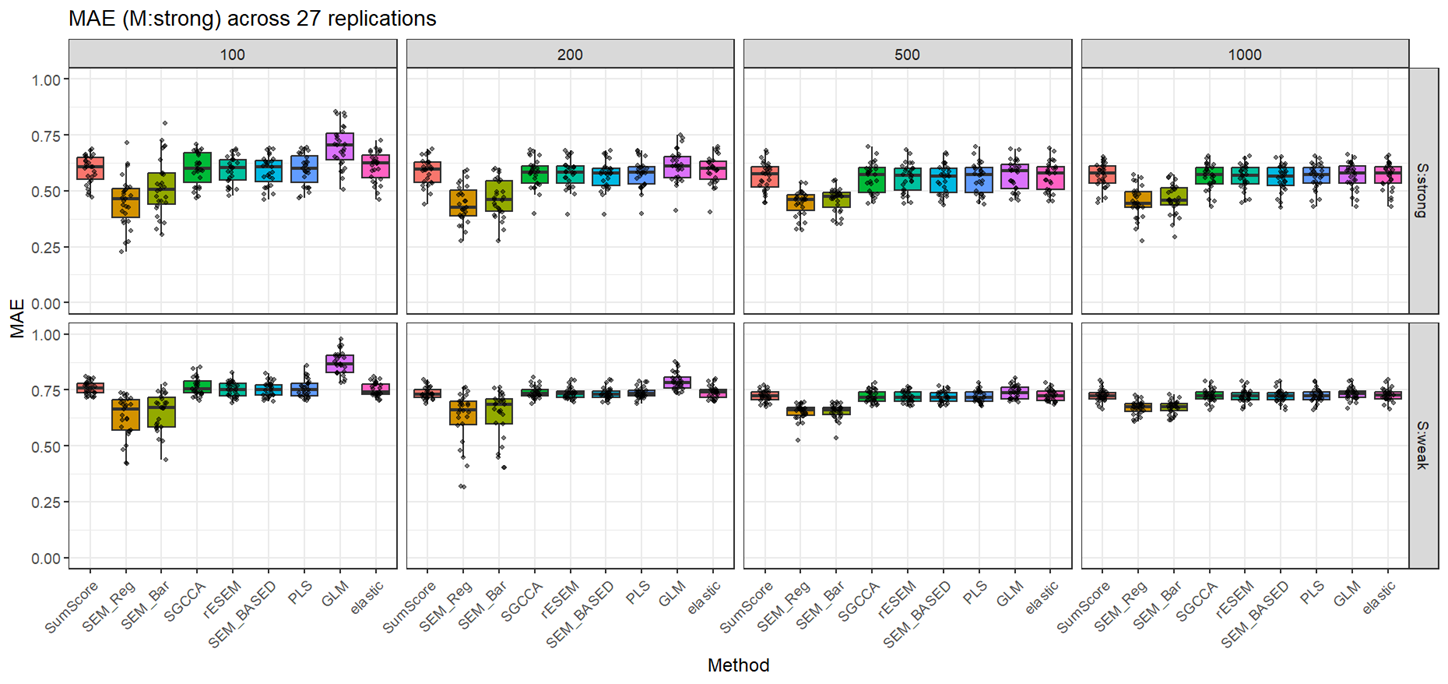 MAE (M:strong) across 27 replications
100 200 500 1000
1.00
0.75
0.50
0.25
0.00
S:strong
MAE
1.00
0.75
0.50
0.25
0.00
S:weak
SumScore SEM_Reg SEM_Bar SGCCA rESEM SEM_BASED PLS GLM elastic SumScore SEM_Reg SEM_Bar SGCCA rESEM SEM_BASED PLS GLM elastic SumScore SEM_Reg SEM_Bar SGCCA rESEM SEM_BASED PLS GLM elastic SumScore SEM_Reg SEM_Bar SGCCA rESEM SEM_BASED PLS GLM elastic
Method